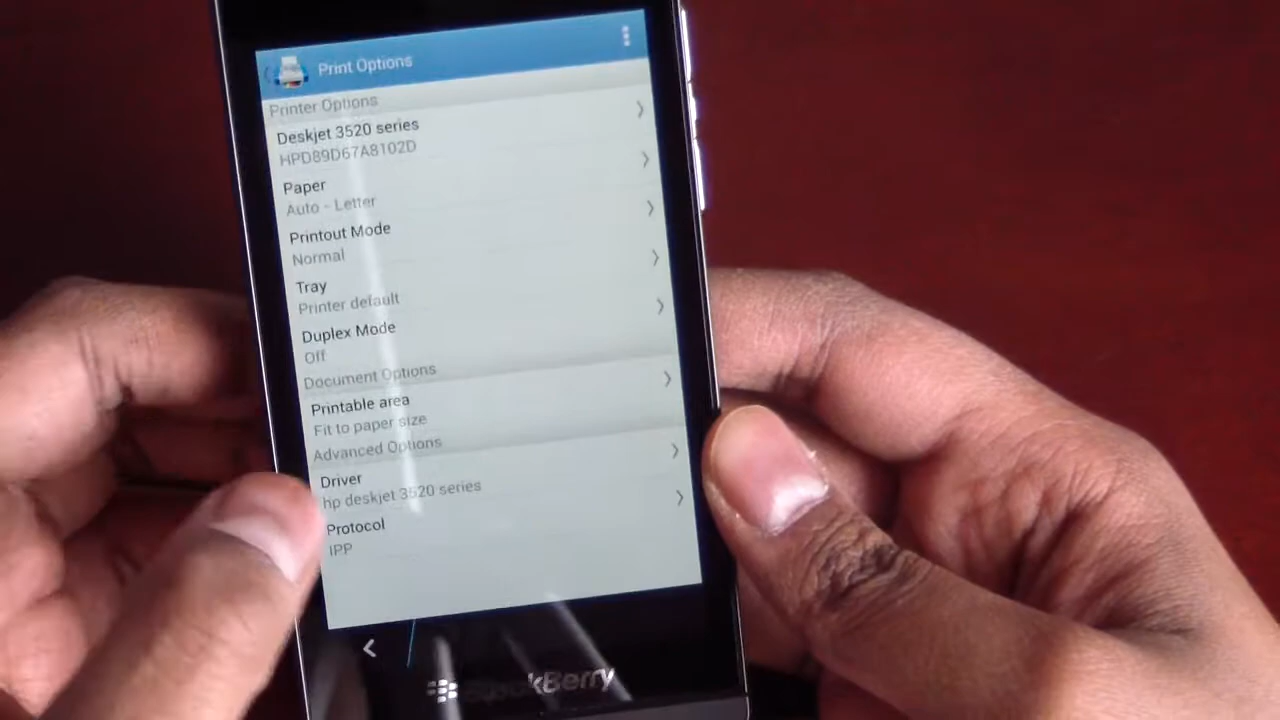 Print Options
Printer Options
Deskjet 3520 series
HPD89D67A8102D
Paper
Auto - Letter
Printout Mode
Normal
Tray
Printer default
Duplex Mode
Off
Document Options
Printable area
Fit to paper size
Advanced Options
Driver
hp deskjet 3520 series
Protocol
IPP
BlackBerry